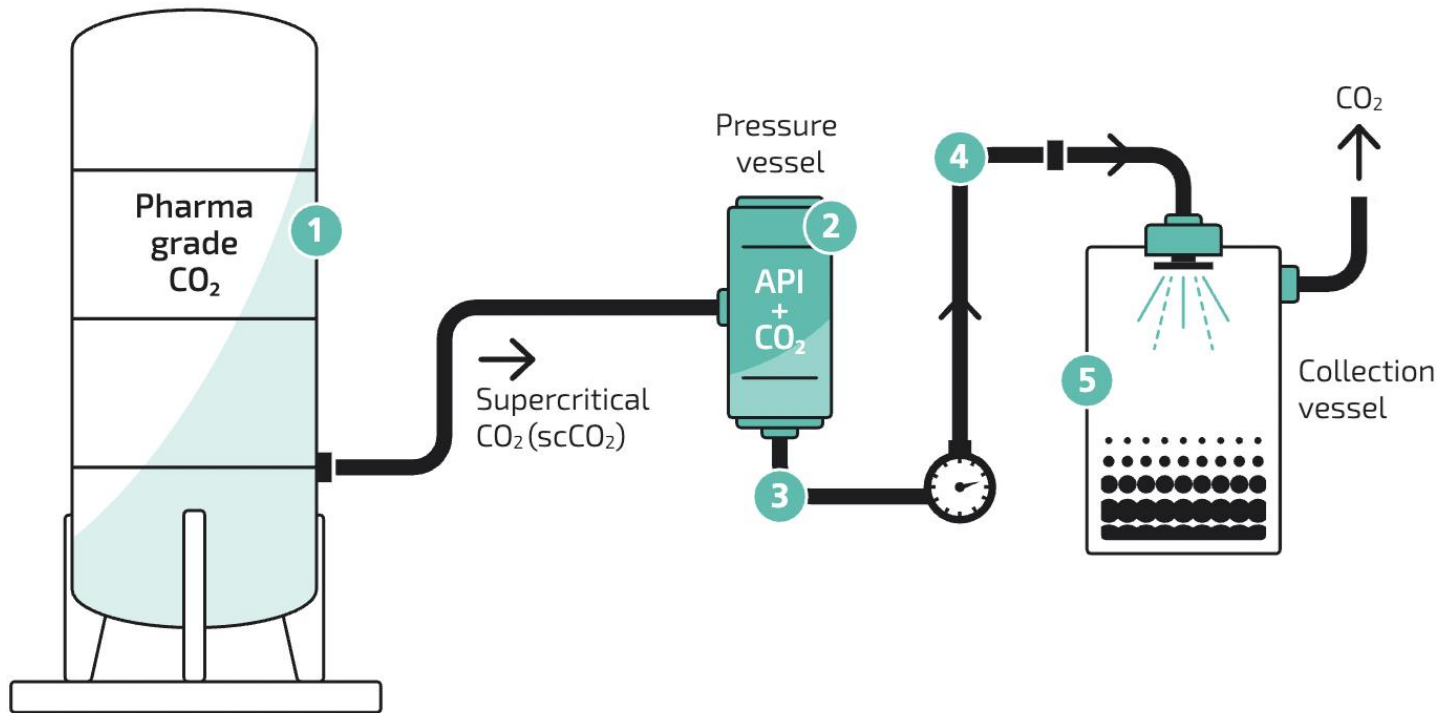 Pharma
grade
CO₂
1
Supercritical
CO₂ (scCO₂)
Pressure
vessel
2
API
+
CO₂
3
4
CO₂
5
Collection
vessel